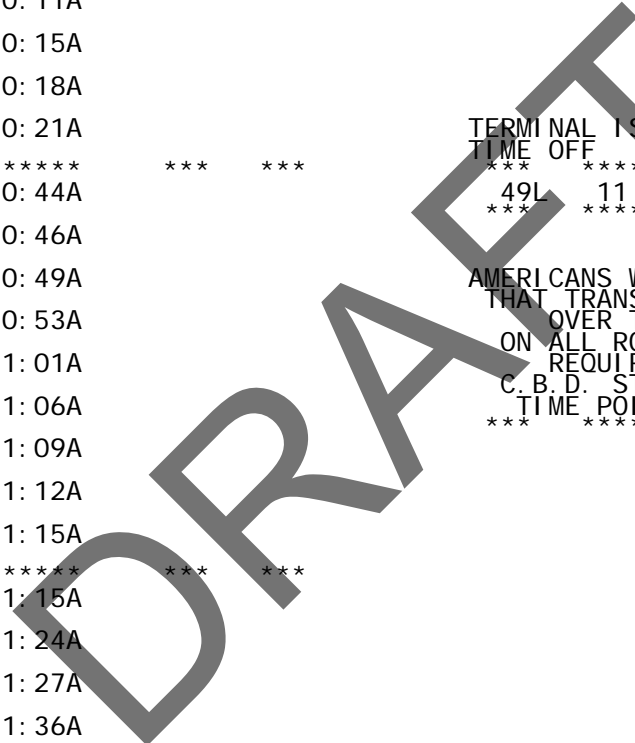 0:11A
0:15A
0:18A
0:21A
TERMINAL IS
TIME OFF
***** *** *** *** ****
0:44A 49L 11
*** ****
0:46A
0:49A AMERICANS W
THAT TRANS
0:53A OVER
ON ALL RO
1:01A REQUIR
C.B.D. ST
1:06A TIME POI
*** ****
1:09A
1:12A
1:15A
***** *** ***
1:15A
1:24A
1:27A
1:36A
DRAFT